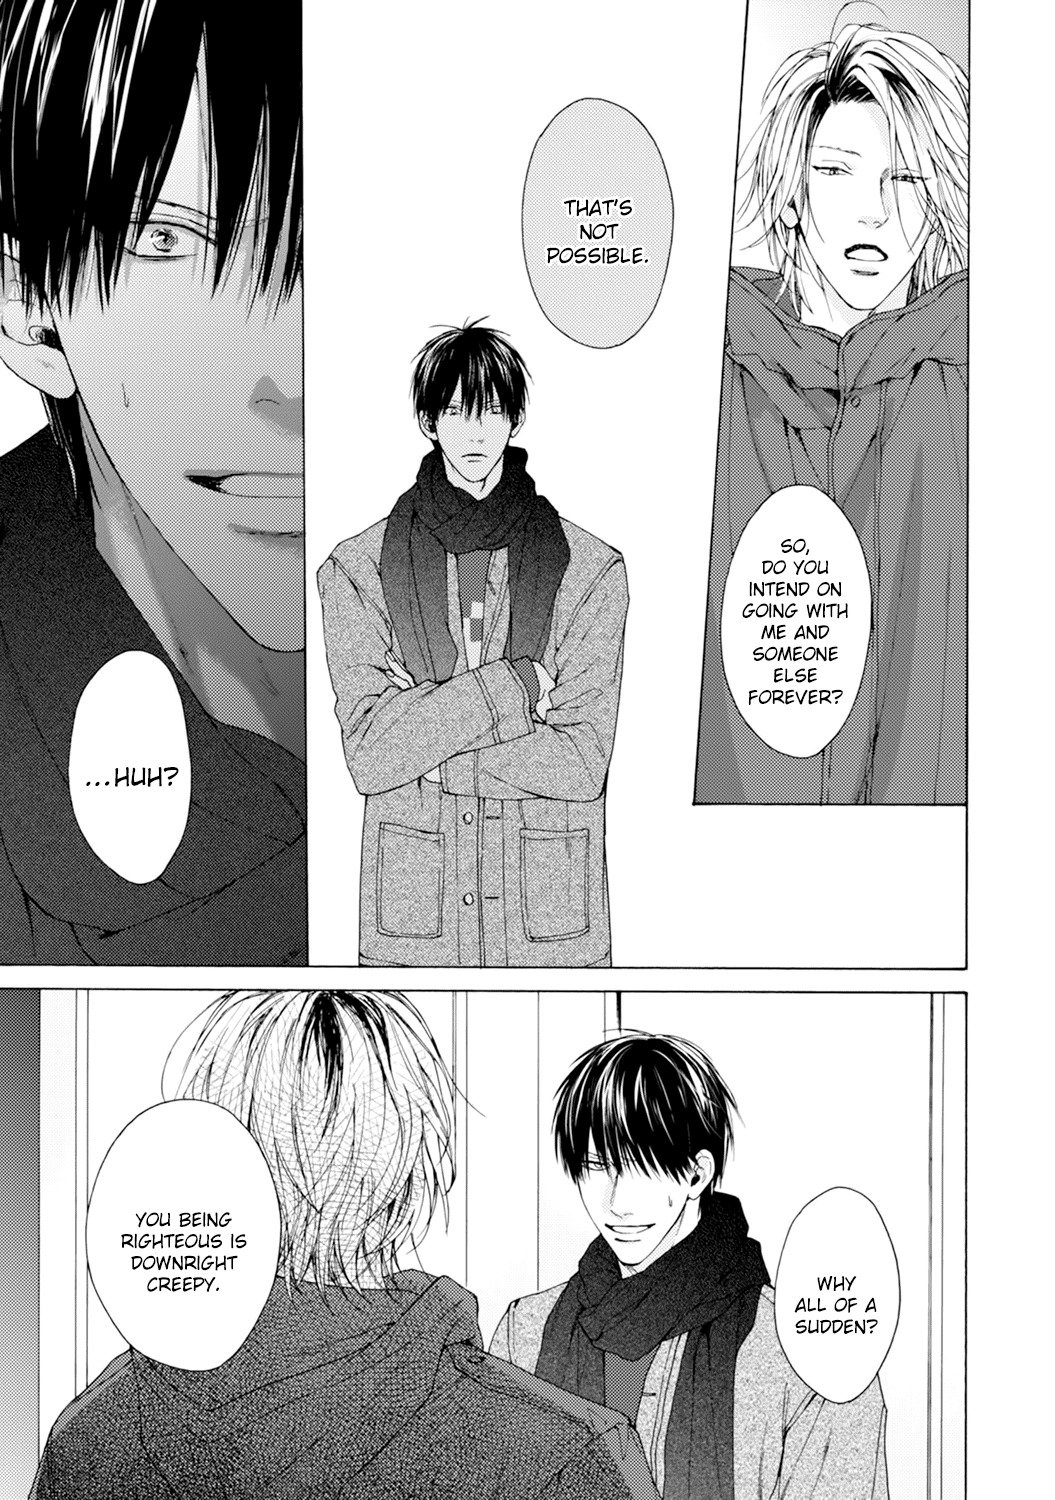 SO,
DO YOU
INTEND ON
GOING WITH
ME AND
SOMEONE
ELSE
FOREVER?
THAT'S
NOT
POSSIBLE.
...HUH?
WHY
ALL OF A
SUDDEN?
YOU BEING
RIGHTEOUS IS
DOWNRIGHT
CREEPY.